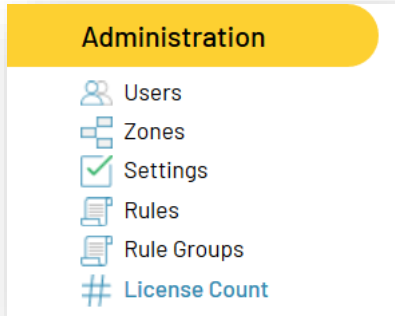 Administration
Users
Zones
Settings
Rules
Rule Groups
License Count